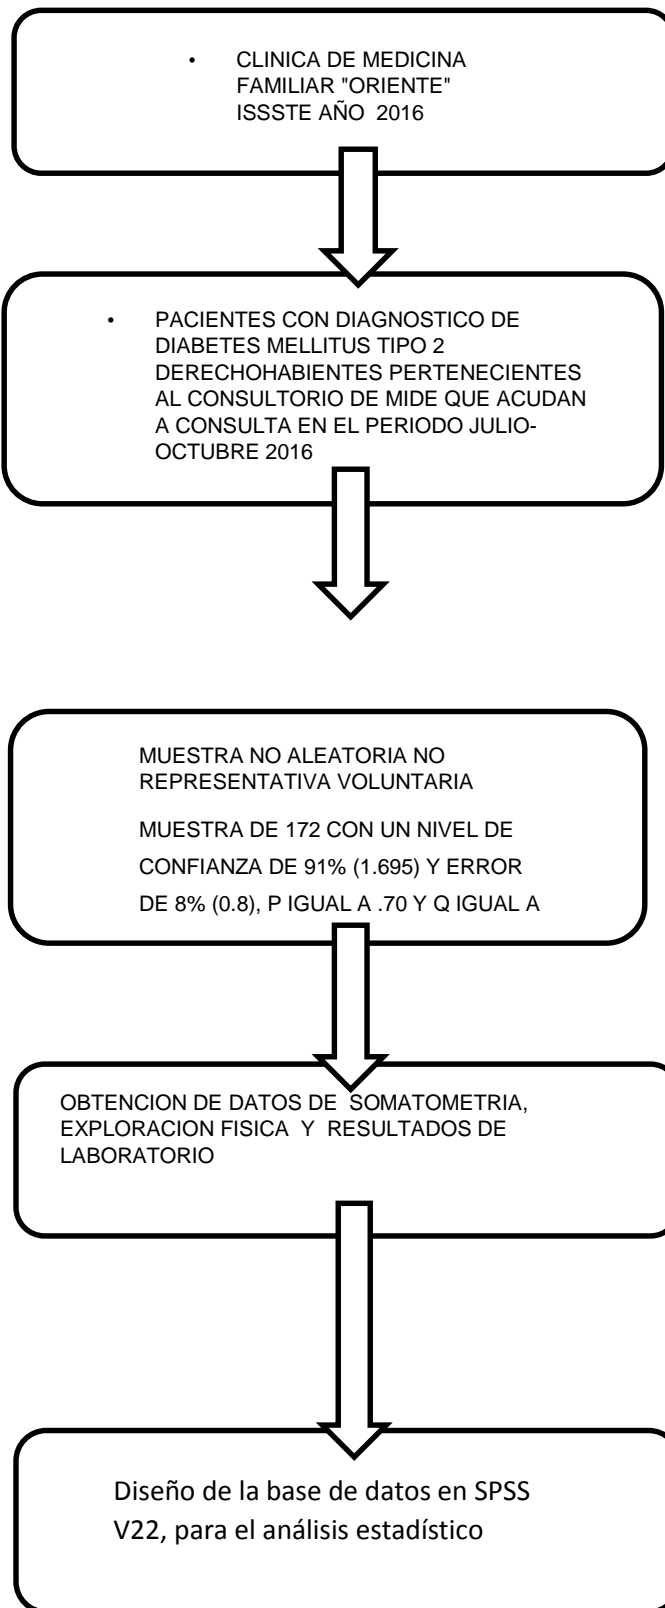 • CLINICA DE MEDICINA
FAMILIAR "ORIENTE"
ISSSTE AÑO 2016
• PACIENTES CON DIAGNOSTICO DE
DIABETES MELLITUS TIPO 2
DERECHOHABIENTES PERTENECIENTES
AL CONSULTORIO DE MIDE QUE ACUDAN
A CONSULTA EN EL PERIODO JULIO-
OCTUBRE 2016
MUESTRA NO ALEATORIA NO
REPRESENTATIVA VOLUNTARIA
MUESTRA DE 172 CON UN NIVEL DE
CONFIANZA DE 91% (1.695) Y ERROR
DE 8% (0.8), P IGUAL A .70 Y Q IGUAL A
OBTENCION DE DATOS DE SOMATOMETRIA,
EXPLORACION FISICA Y RESULTADOS DE
LABORATORIO
Diseño de la base de datos en SPSS
V22, para el análisis estadístico